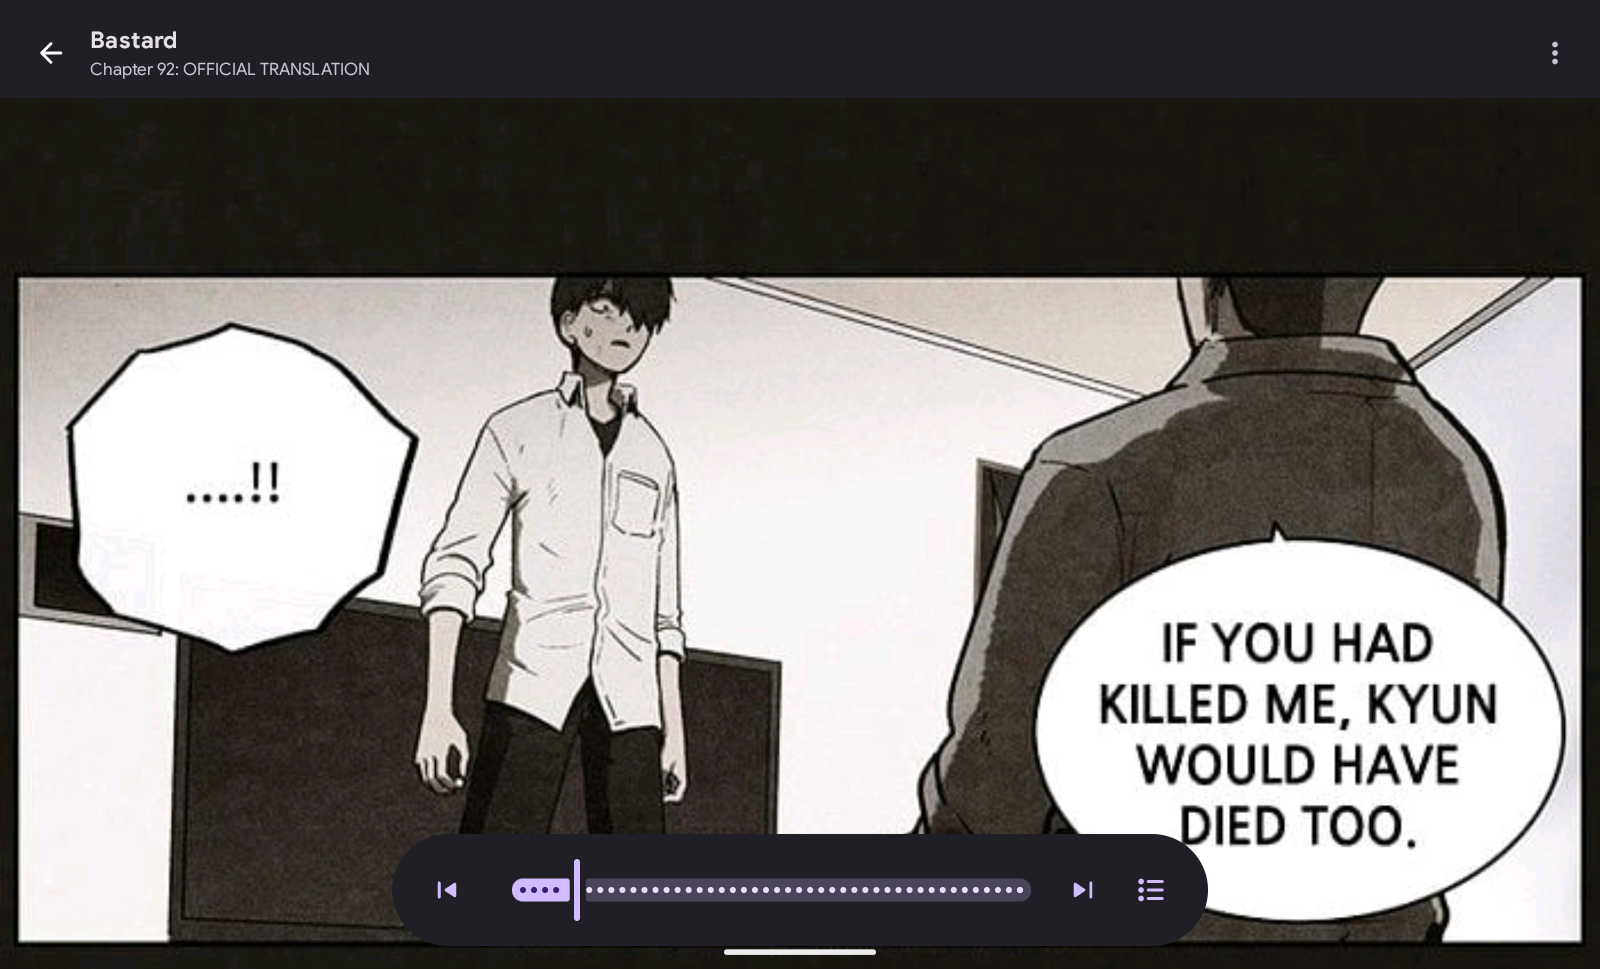 Bastard
Chapter 92: OFFICIAL TRANSLATION
....!!
IF YOU HAD
KILLED ME, KYUN
WOULD HAVE
DIED TOO.